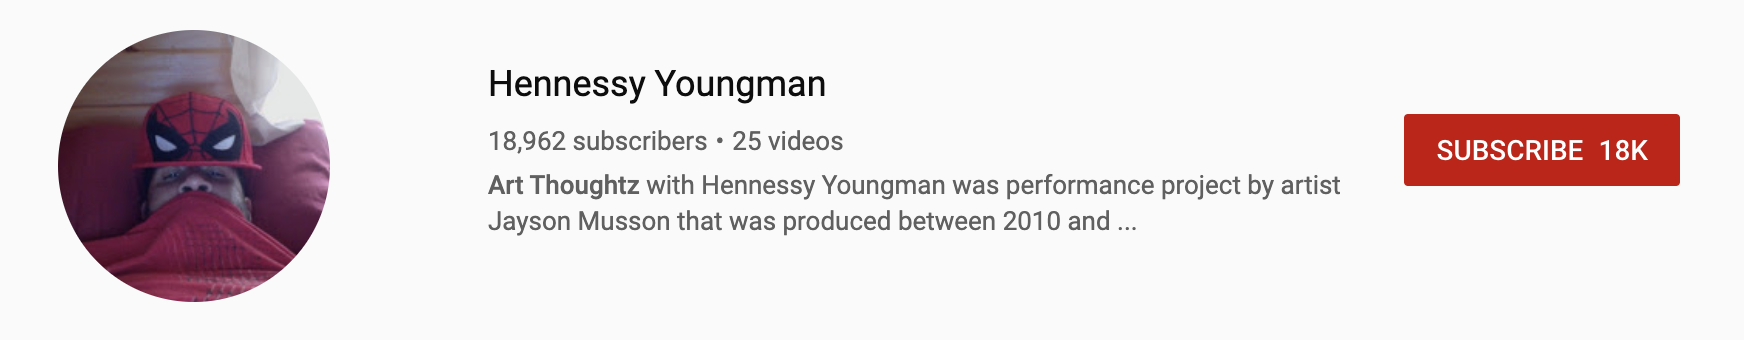 Hennessy Youngman
18,962 subscribers • 25 videos
SUBSCRIBE 18K
Art Thoughtz with Hennessy Youngman was performance project by artist
Jayson Musson that was produced between 2010 and ...